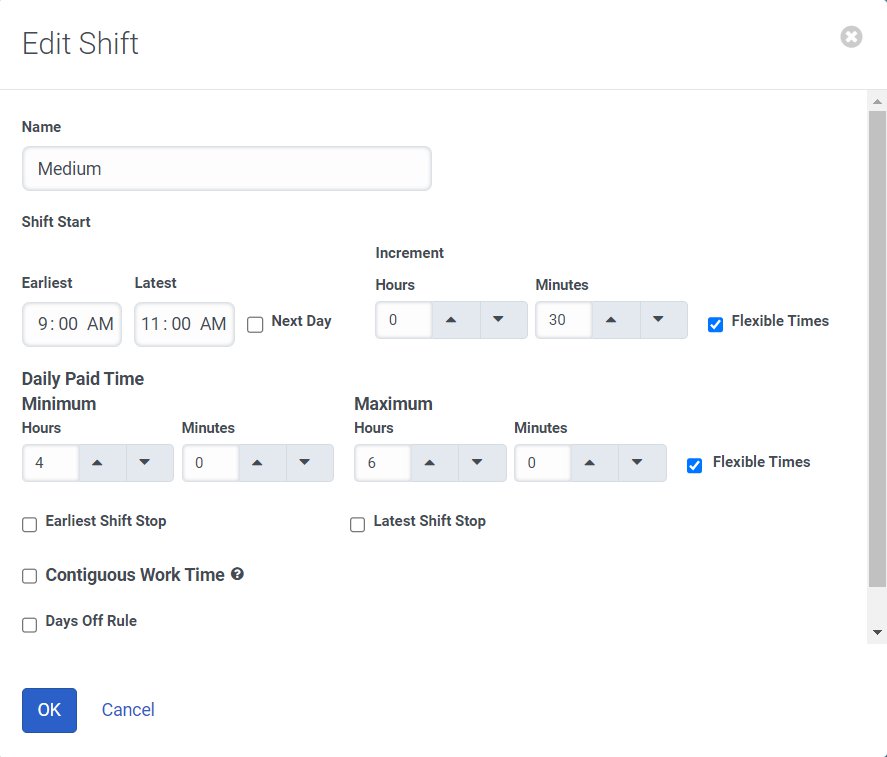 Edit Shift
Name
Medium
Shift Start
Increment
Earliest Latest Hours Minutes
9:00 AM 11:00 AM Next Day 0 30 Flexible Times
Daily Paid Time
Minimum Maximum
Hours Minutes Hours Minutes
4 0 6 0 Flexible Times
Earliest Shift Stop Latest Shift Stop
Contiguous Work Time ?
Days Off Rule
OK Cancel